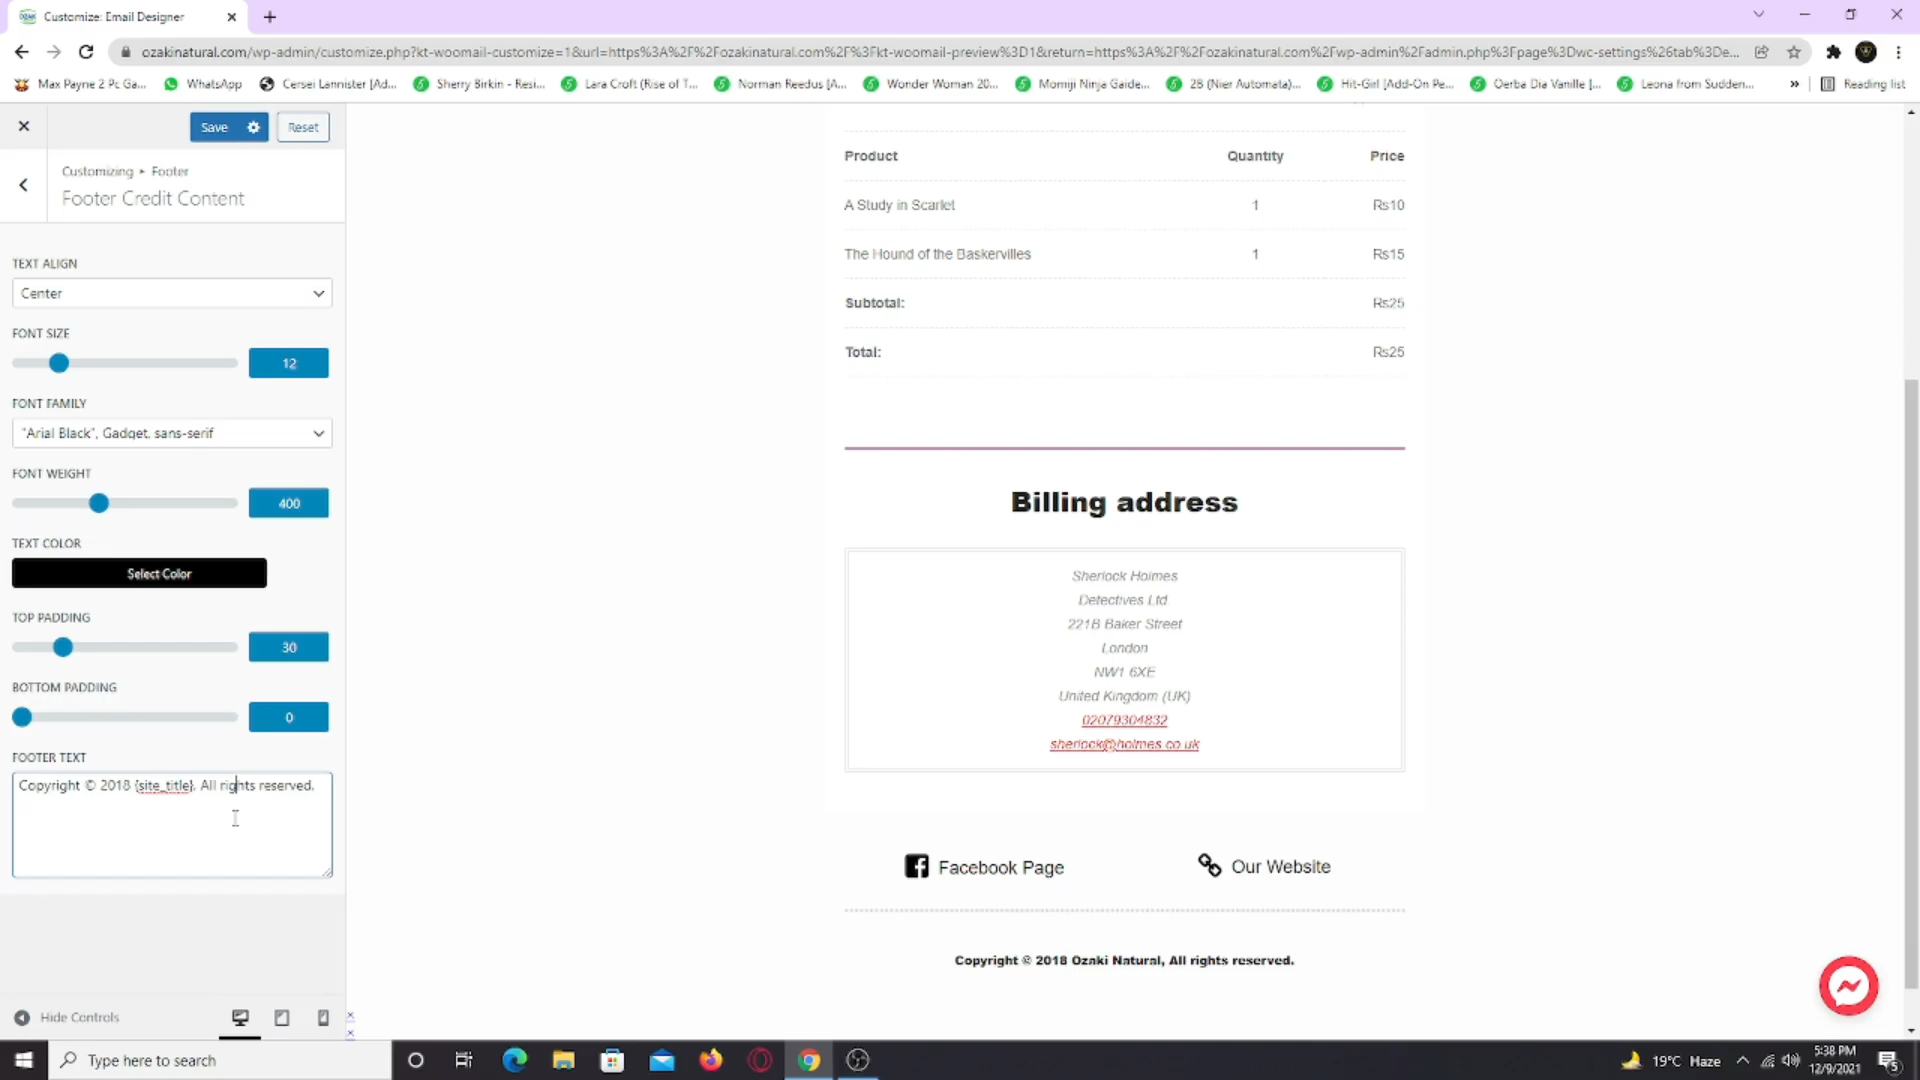 Customize: Email Designer
ozakinatural.com/wp-admin/customize.php?kt-woomail-customize=1&url=https%3A%2F%2Fozakinatural.com%2F%3Fkt-woomail-preview%3D1&return=https%3A%2F%2Fozakinatural.com%2Fwp-admin%2Fadmin.php%3Fpage%3Dwc-settings%26tab%3De...
Max Payne 2 Pc Ga...
WhatsApp
Cersei Lannister [Ad...
Sherry Birkin - Resi...
Lara Croft (Rise of T...
Norman Reedus [A...
Wonder Woman 20...
Momiji Ninja Gaide...
2B (Nier Automata)...
Hit-Girl [Add-On Pe...
Oerba Dia Vanille [...
Leona from Sudden...
»
Reading list
Save
Reset
Customizing ▸ Footer
Footer Credit Content
TEXT ALIGN
Center
FONT SIZE
12
FONT FAMILY
"Arial Black", Gadget, sans-serif
FONT WEIGHT
400
TEXT COLOR
Select Color
TOP PADDING
30
BOTTOM PADDING
0
FOOTER TEXT
Copyright © 2018 {site_title}, All rights reserved.
Hide Controls
Product Quantity Price
A Study in Scarlet 1 Rs10
The Hound of the Baskervilles 1 Rs15
Subtotal: Rs25
Total: Rs25
Billing address
Sherlock Holmes
Detectives Ltd.
221B Baker Street
London
NW1 6XE
United Kingdom (UK)
02079304832
sherlock@holmes.co.uk
Facebook Page
Our Website
Copyright © 2018 Ozaki Natural, All rights reserved.
Type here to search
19°C Haze
5:38 PM
12/9/2021
5